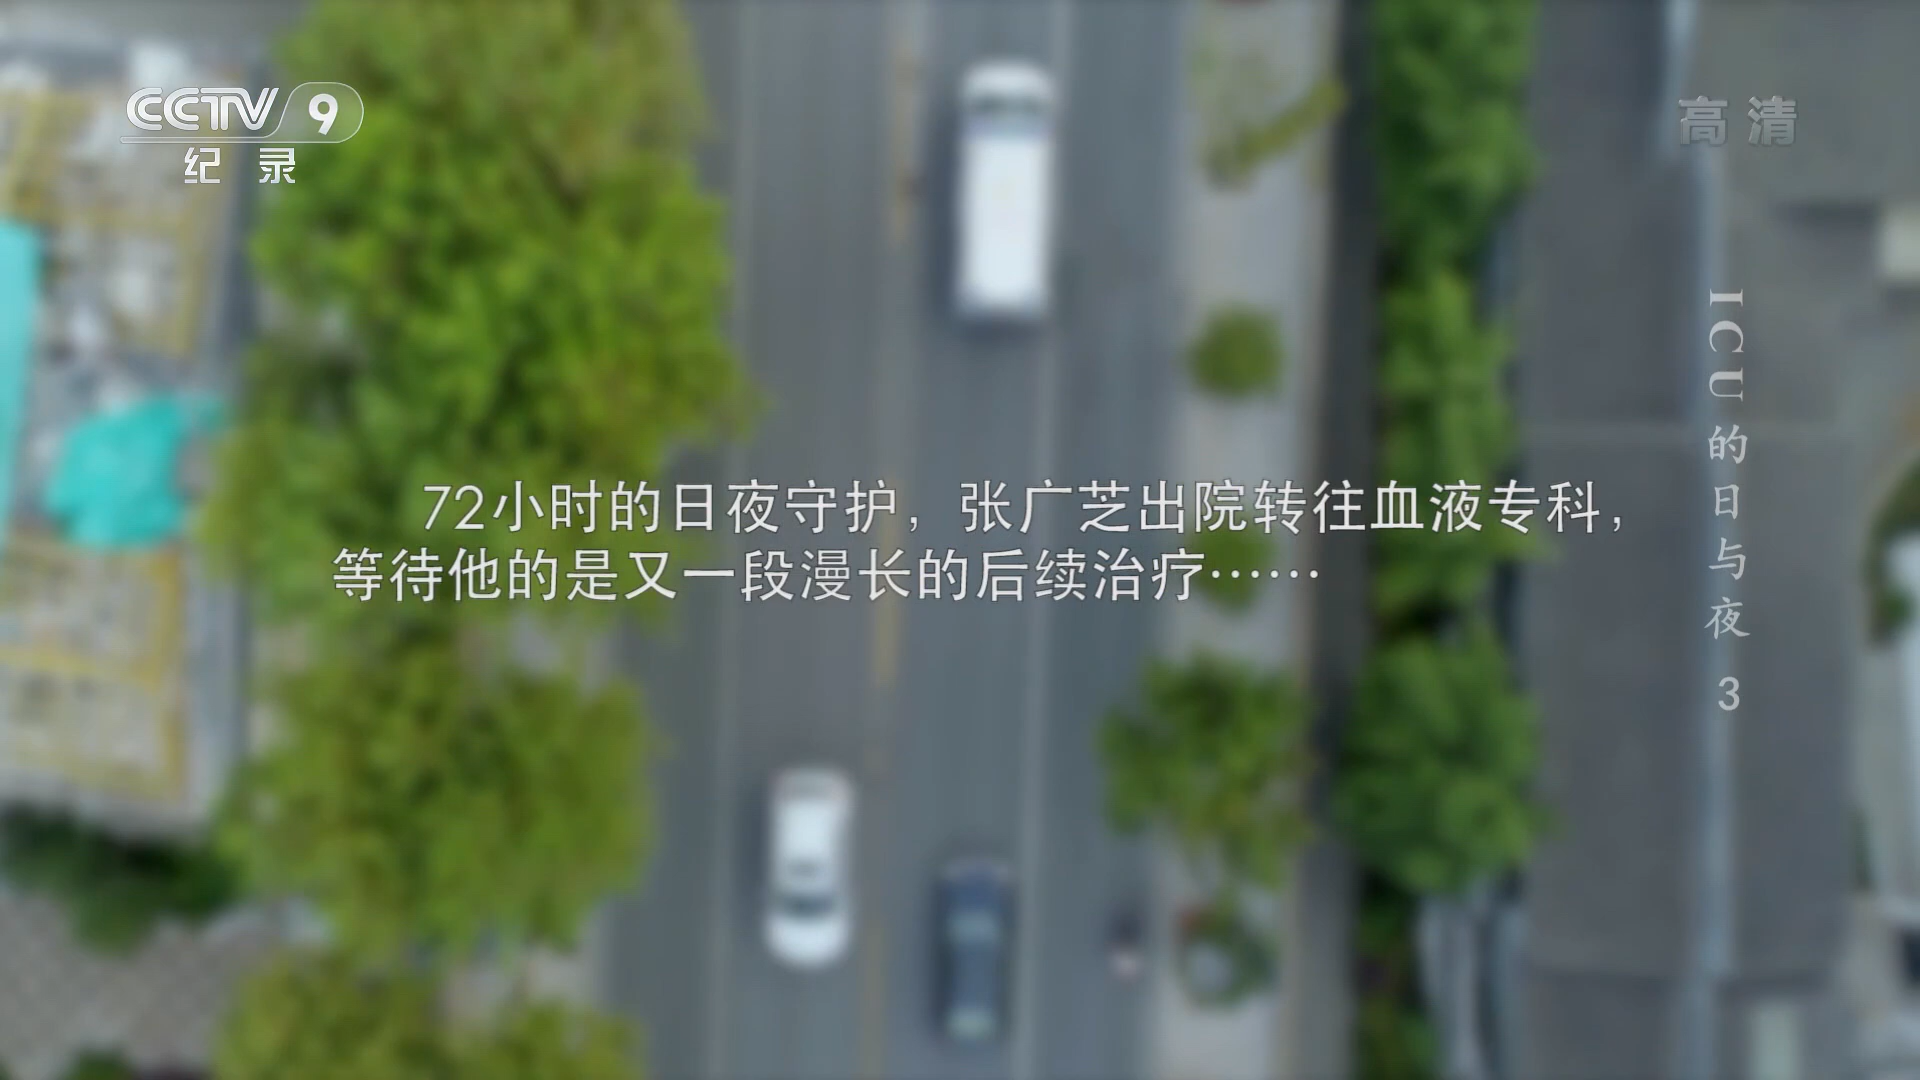 CCTV 9
纪录
高清
72小时的日夜守护，张广芝出院转往血液专科，
等待他的是又一段漫长的后续治疗……
ICU的日与夜 3